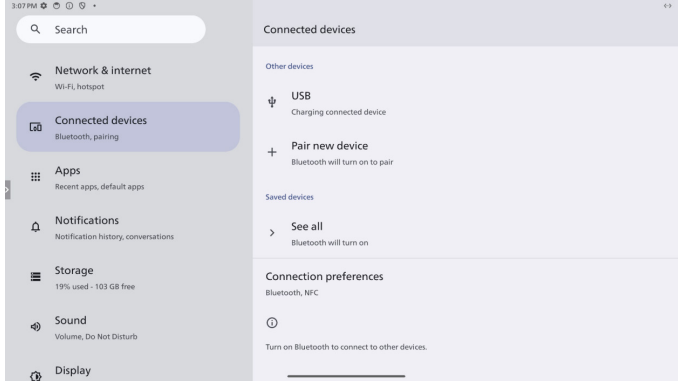 3:07 PM
Search
Network & internet
Wi-Fi, hotspot
Connected devices
Bluetooth, pairing
Apps
Recent apps, default apps
Notifications
Notification history, conversations
Storage
19% used - 103 GB free
Sound
Volume, Do Not Disturb
Display
Connected devices
Other devices
USB
Charging connected device
Pair new device
Bluetooth will turn on to pair
Saved devices
See all
Bluetooth will turn on
Connection preferences
Bluetooth, NFC
Turn on Bluetooth to connect to other devices.